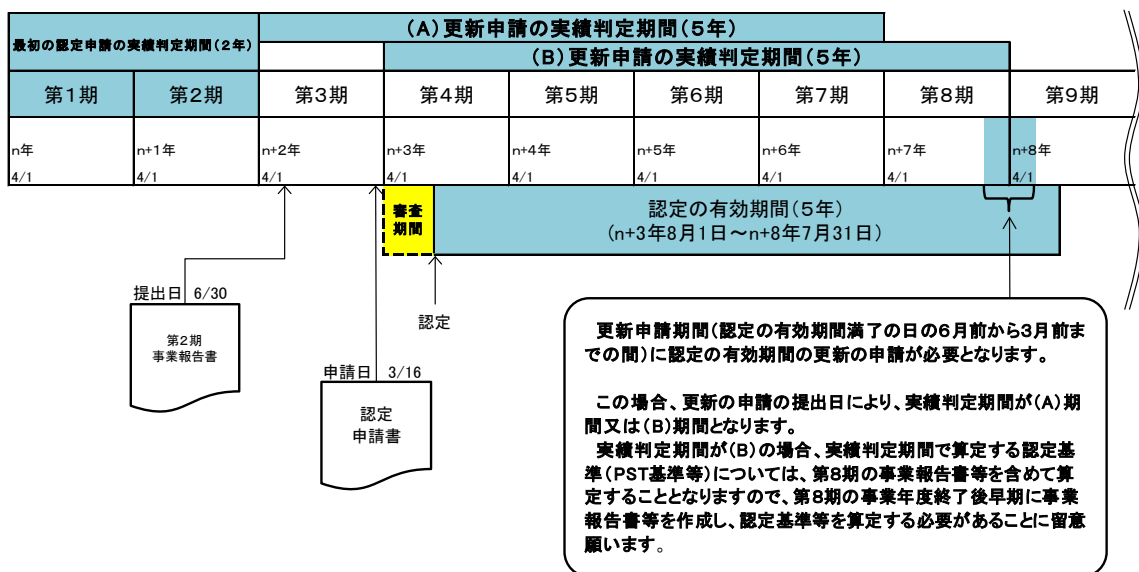 (A)更新申請の実績判定期間(5年)
最初の認定申請の実績判定期間(2年)
(B)更新申請の実績判定期間(5年)
第1期 第2期 第3期 第4期 第5期 第6期 第7期 第8期 第9期
n年 n+1年 n+2年 n+3年 n+4年 n+5年 n+6年 n+7年 n+8年
4/1 4/1 4/1 4/1 4/1 4/1 4/1 4/1 4/1
審査
期間
認定の有効期間(5年)
(n+3年8月1日~n+8年7月31日)
提出日 6/30
第2期
事業報告書
認定
申請日 3/16
認定
申請書
更新申請期間(認定の有効期間満了の日の6月前から3月前ま
での間)に認定の有効期間の更新の申請が必要となります。
この場合、更新の申請の提出日により、実績判定期間が(A)期
間又は(B)期間となります。
実績判定期間が(B)の場合、実績判定期間で算定する認定基
準(PST基準等)については、第8期の事業報告書等を含めて算
定することとなりますので、第8期の事業年度終了後早期に事業
報告書等を作成し、認定基準等を算定する必要があることに留意
願います。